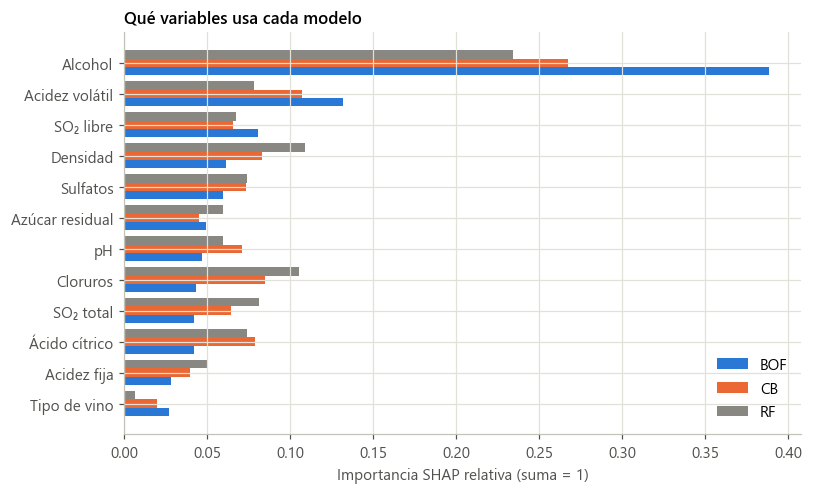 Qué variables usa cada modelo
Alcohol
Acidez volátil
SO₂ libre
Densidad
Sulfatos
Azúcar residual
pH
Cloruros
SO₂ total
Ácido cítrico
Acidez fija
Tipo de vino
BOF
CB
RF
0.00 0.05 0.10 0.15 0.20 0.25 0.30 0.35 0.40
Importancia SHAP relativa (suma = 1)